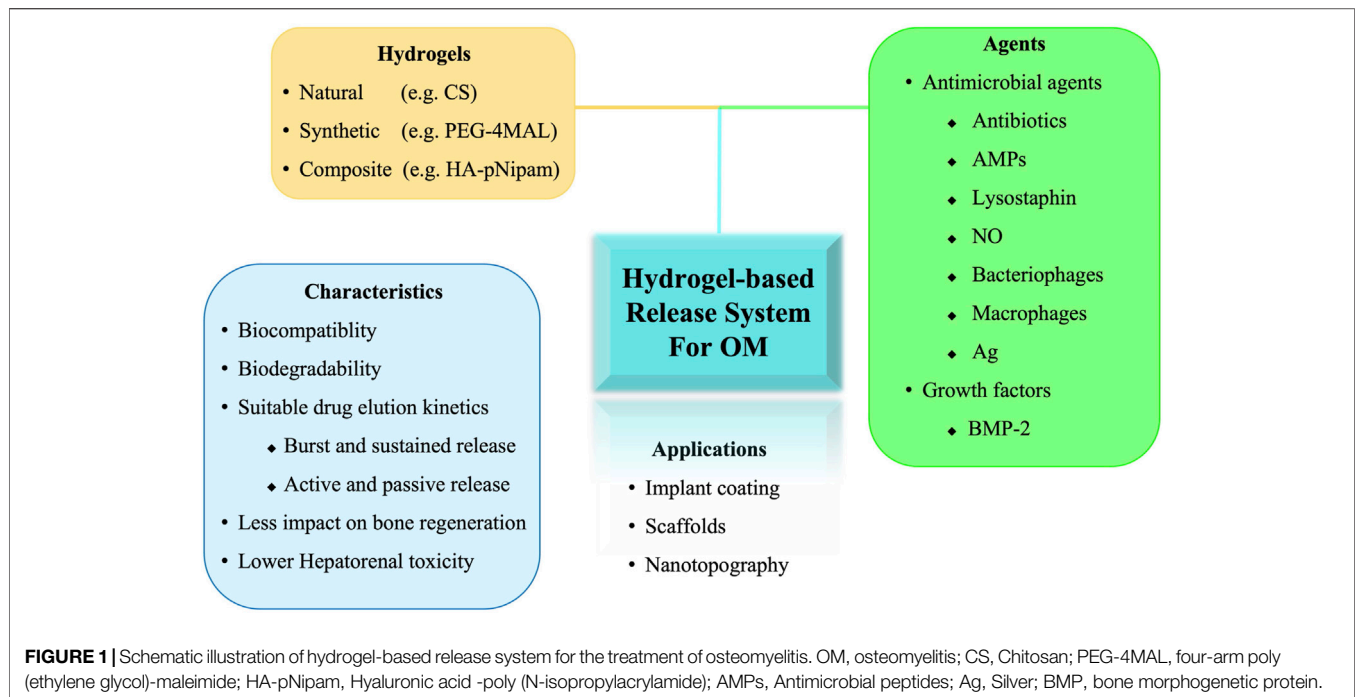 Hydrogels
• Natural (e.g. CS)
• Synthetic (e.g. PEG-4MAL)
• Composite (e.g. HA-pNipam)
Agents
• Antimicrobial agents
◆ Antibiotics
◆ AMPs
◆ Lysostaphin
◆ NO
◆ Bacteriophages
◆ Macrophages
◆ Ag
• Growth factors
◆ BMP-2
Hydrogel-based
Release System
For OM
Characteristics
• Biocompatiblity
• Biodegradability
• Suitable drug elution kinetics
◆ Burst and sustained release
◆ Active and passive release
• Less impact on bone regeneration
• Lower Hepatorenal toxicity
Applications
• Implant coating
• Scaffolds
• Nanotopography
FIGURE 1 | Schematic illustration of hydrogel-based release system for the treatment of osteomyelitis. OM, osteomyelitis; CS, Chitosan; PEG-4MAL, four-arm poly
(ethylene glycol)-maleimide; HA-pNipam, Hyaluronic acid -poly (N-isopropylacrylamide); AMPs, Antimicrobial peptides; Ag, Silver; BMP, bone morphogenetic protein.